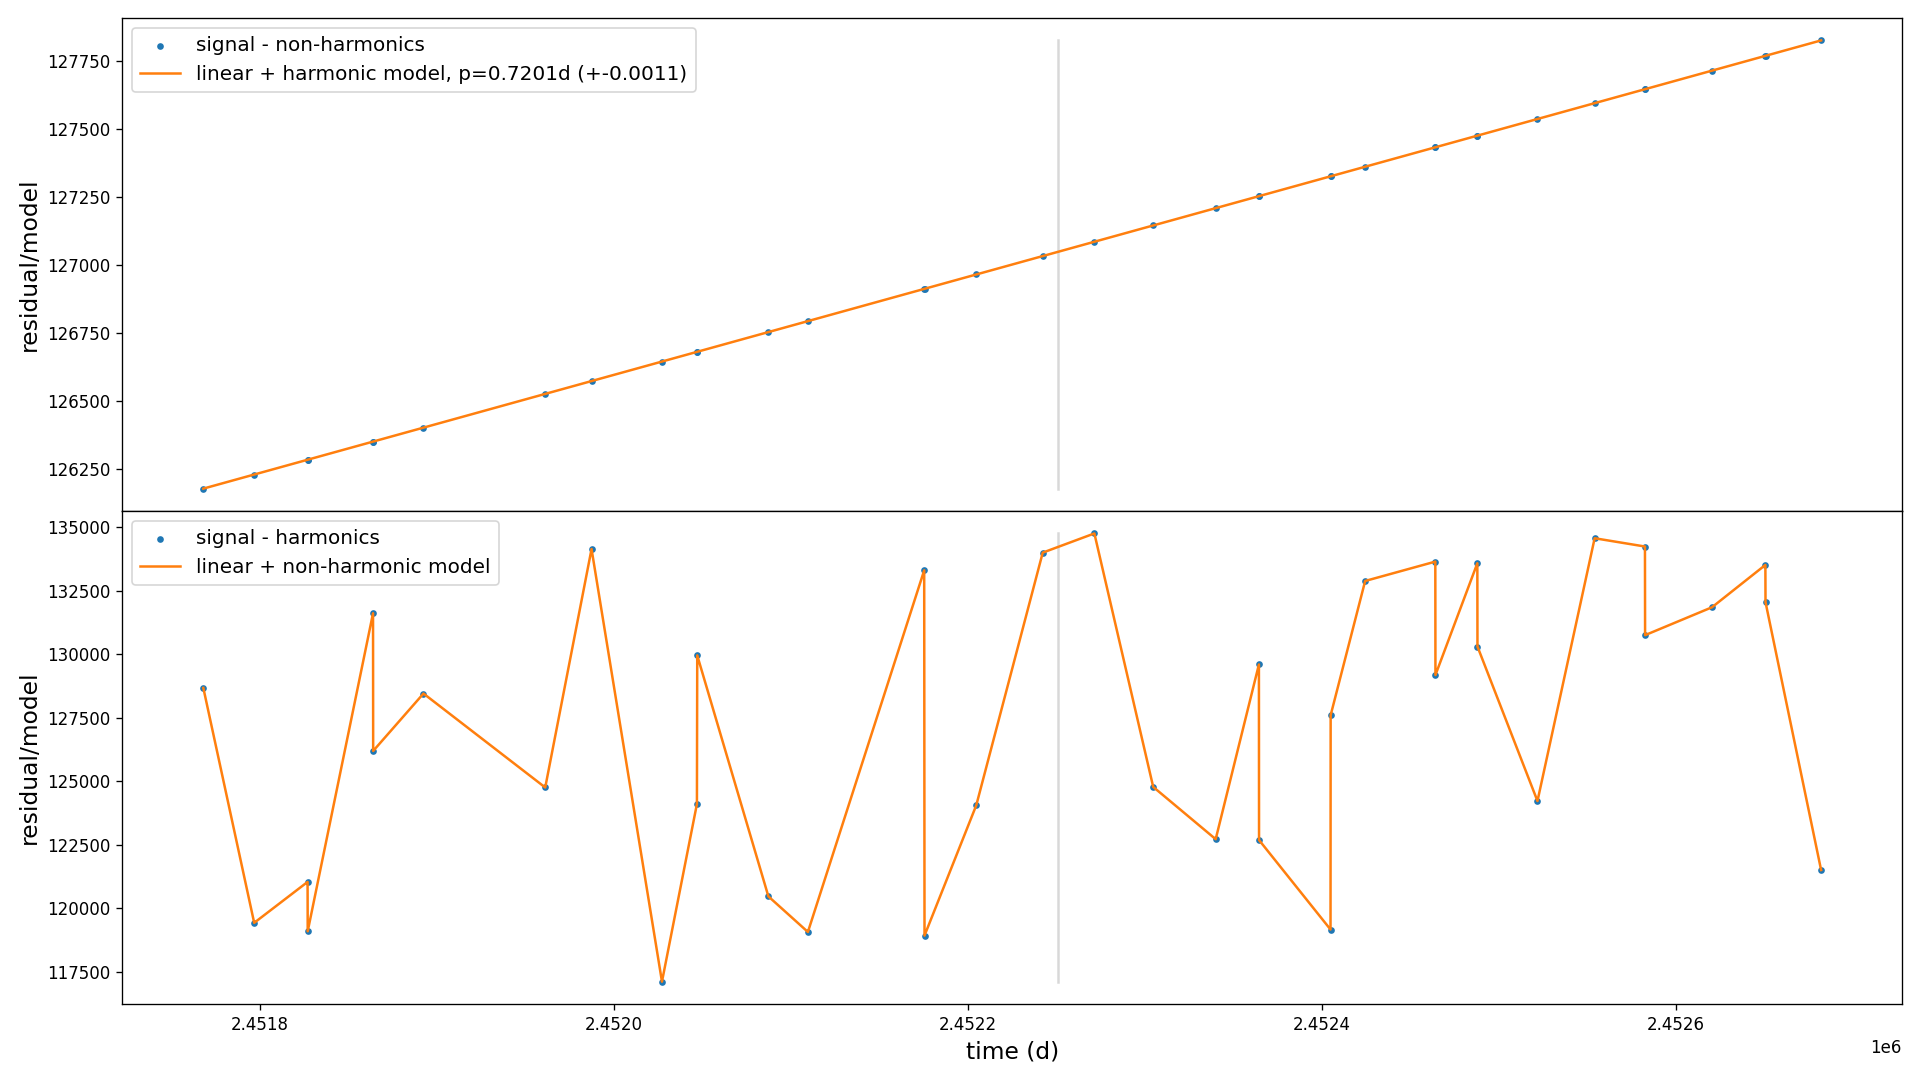 signal - non-harmonics
linear + harmonic model, p=0.7201d (+-0.0011)
127750
127500
127250
127000
126750
126500
126250
residual/model
signal - harmonics
linear + non-harmonic model
135000
132500
130000
127500
125000
122500
120000
117500
residual/model
2.4518 2.4520 2.4522 2.4524 2.4526
time (d)
1e6